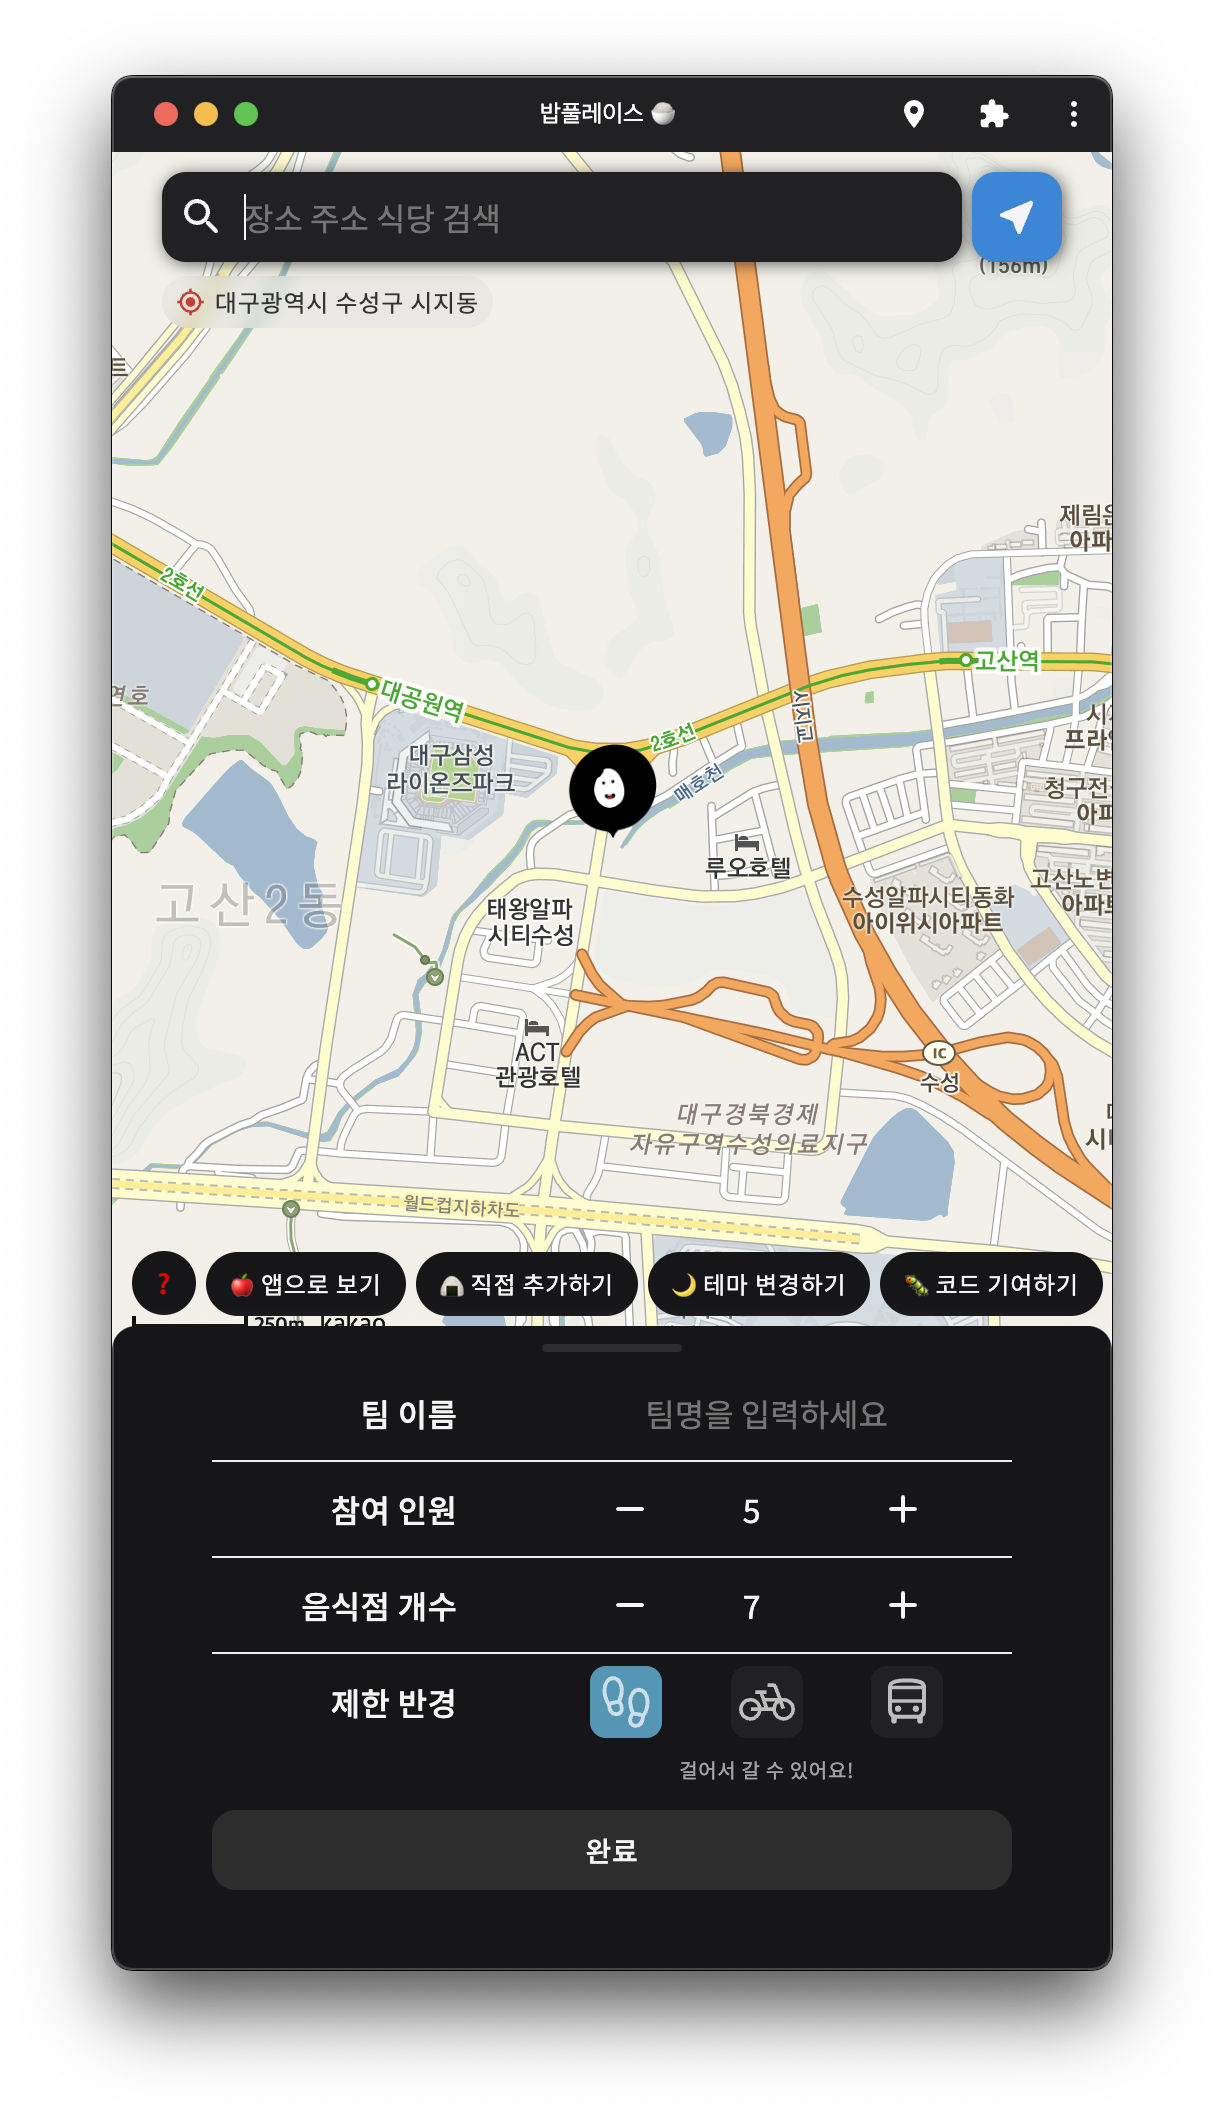 밥풀레이스
장소 주소 식당 검색
(156m)
대구광역시 수성구 시지동
트
제림
아파
2호선
고산역
대공원역
연호
시지교
2호선
대구삼성
라이온즈파크
매호천
프라
청구전
아파
루오호텔
고산2동
수성알파시티동화
아이위시아파트
고산노변
아파트
태왕알파
시티수성
ACT
관광호텔
IC
수성
대구경북경제
자유구역수성의료지구
시
월드컵지하차도
?
앱으로 보기
직접 추가하기
테마 변경하기
코드 기여하기
250m
kakao
팀 이름
팀명을 입력하세요
참여 인원
5
음식점 개수
7
제한 반경
걸어서 갈 수 있어요!
완료